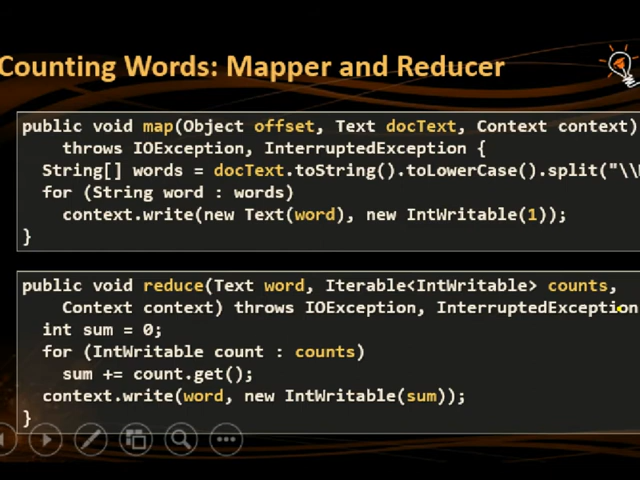 Counting Words: Mapper and Reducer
public void map(Object offset, Text docText, Context context)
throws IOException, InterruptedException {
String[] words = docText.toString().toLowerCase().split("\\
for (String word : words)
context.write(new Text(word), new IntWritable(1));
}
public void reduce(Text word, Iterable<IntWritable> counts,
Context context) throws IOException, InterruptedException
int sum = 0;
for (IntWritable count : counts)
sum += count.get();
context.write(word, new IntWritable(sum));
}